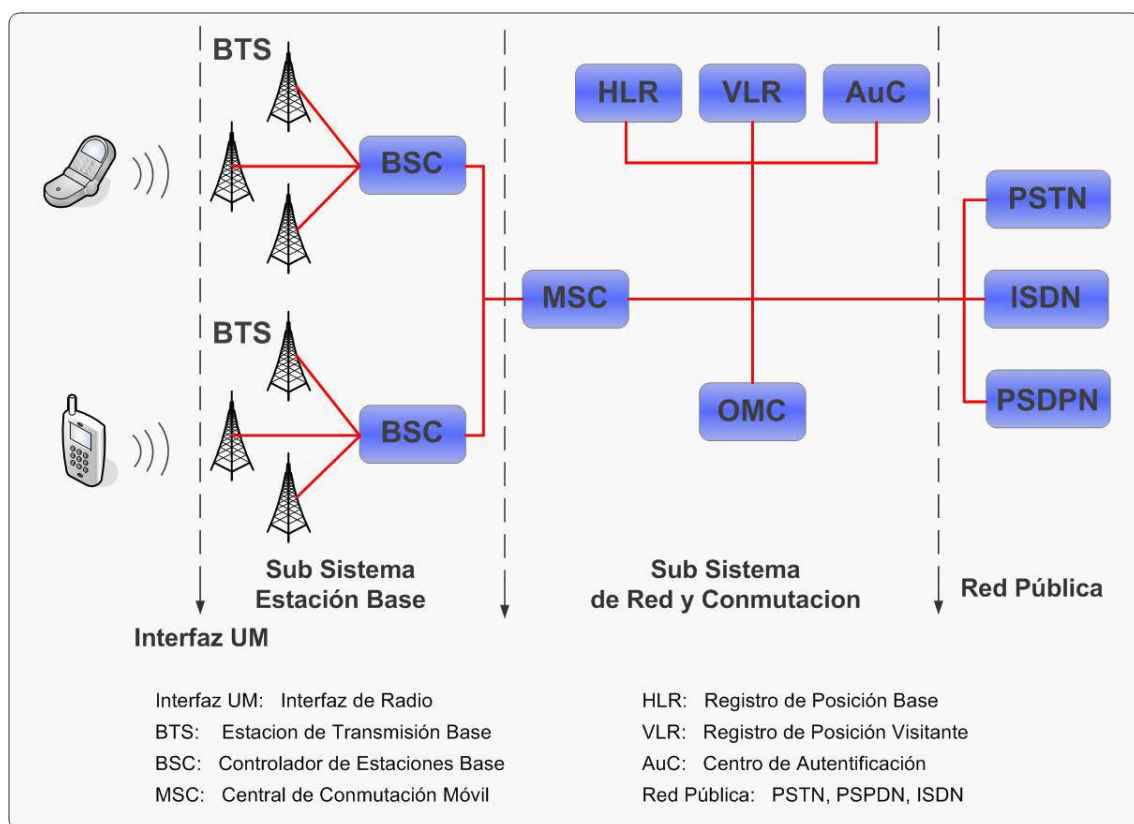 BTS
HLR
VLR
AuC
BSC
PSTN
MSC
ISDN
BTS
PSDPN
OMC
BSC
Sub Sistema
Estación Base
Sub Sistema
de Red y Conmutacion
Red Pública
Interfaz UM
Interfaz UM: Interfaz de Radio
BTS: Estacion de Transmisión Base
BSC: Controlador de Estaciones Base
MSC: Central de Conmutación Móvil
HLR: Registro de Posición Base
VLR: Registro de Posición Visitante
AuC: Centro de Autentificación
Red Pública: PSTN, PSPDN, ISDN